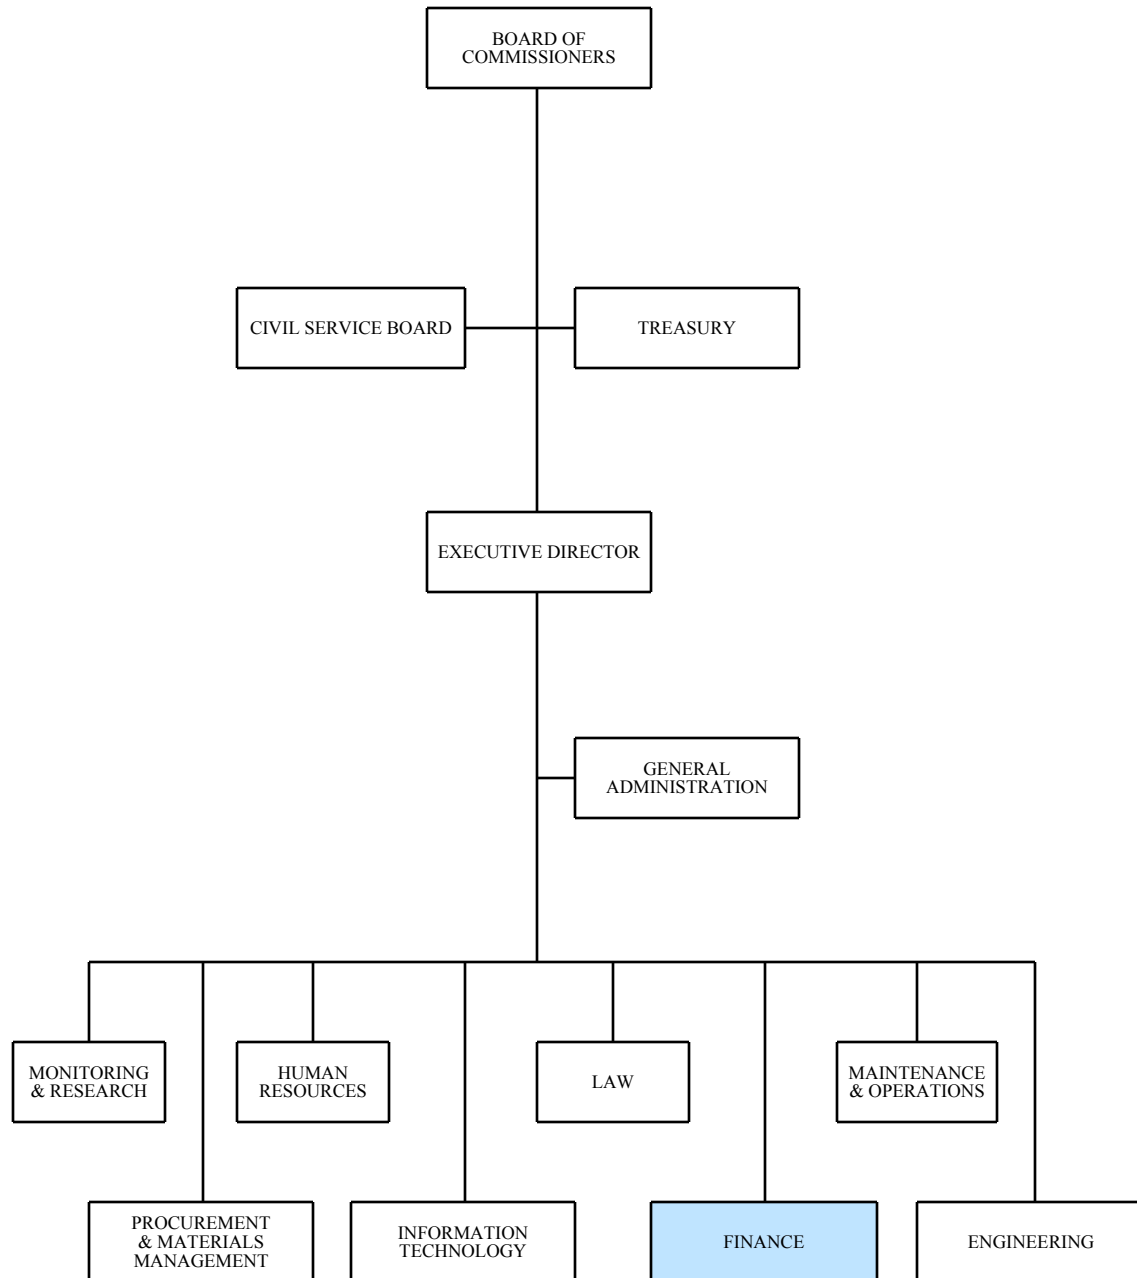 BOARD OF
COMMISSIONERS
CIVIL SERVICE BOARD
TREASURY
EXECUTIVE DIRECTOR
GENERAL
ADMINISTRATION
MONITORING
& RESEARCH
HUMAN
RESOURCES
LAW
MAINTENANCE
& OPERATIONS
PROCUREMENT
& MATERIALS
MANAGEMENT
INFORMATION
TECHNOLOGY
FINANCE
ENGINEERING